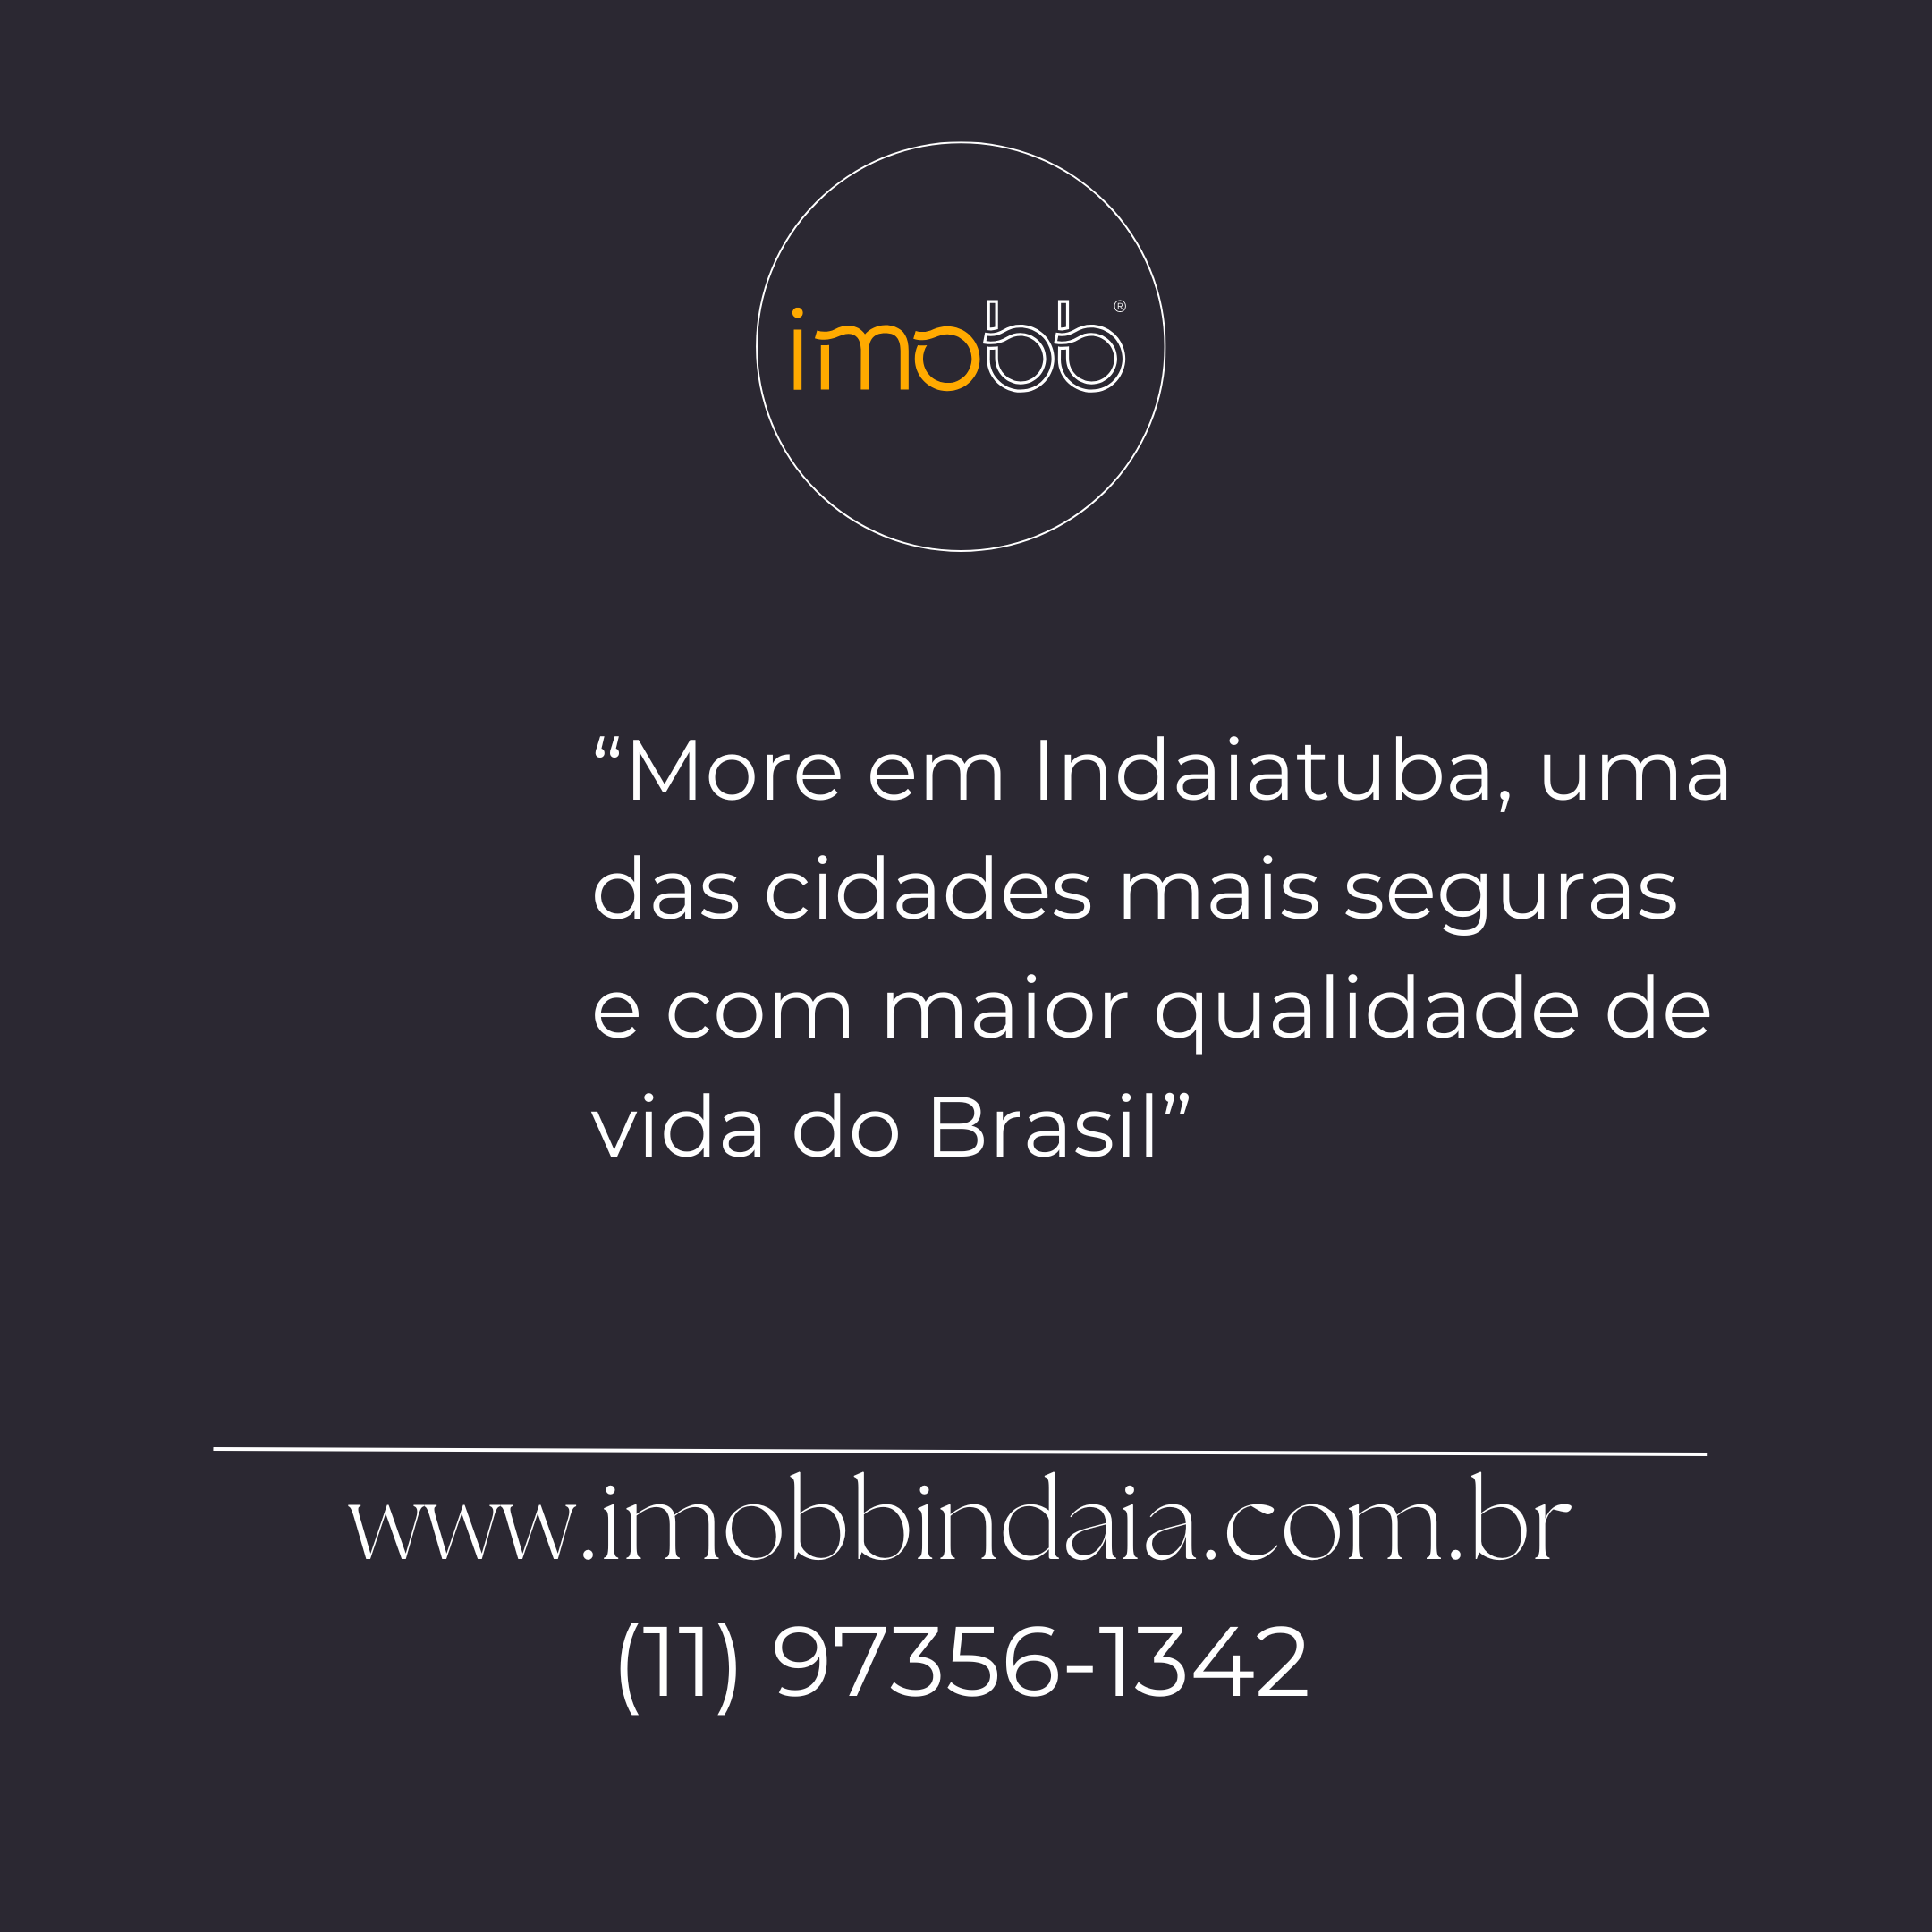 imobb®
“More em Indaiatuba, uma
das cidades mais seguras
e com maior qualidade de
vida do Brasil”
www.imobbindaia.com.br
(11) 97356-1342